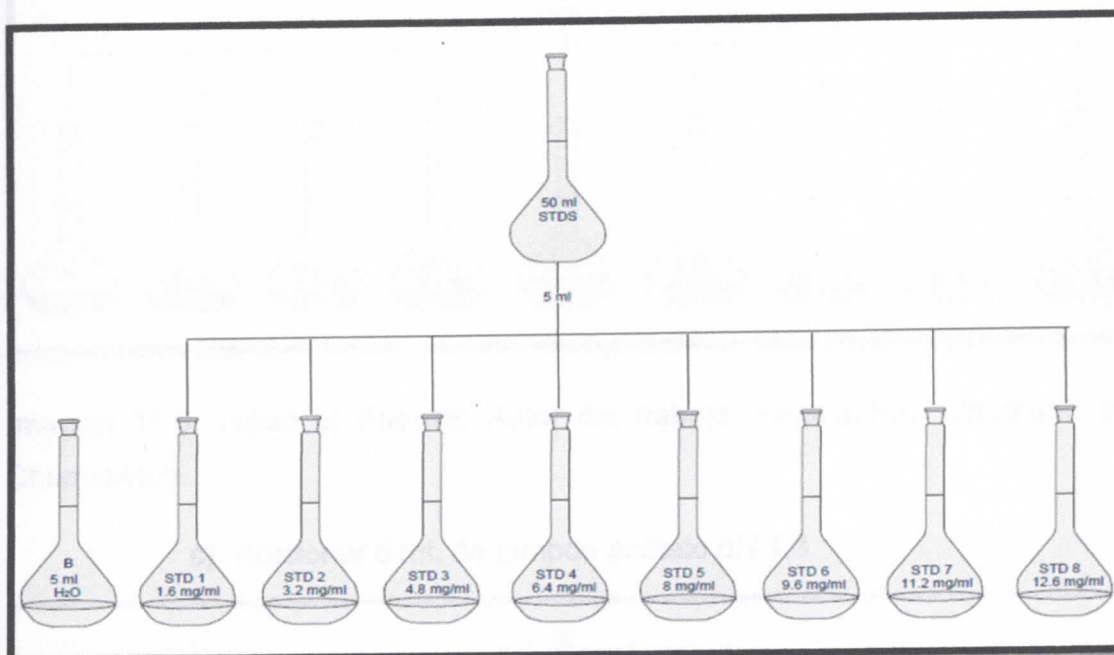 50 ml
STDS
5 ml
B
5 ml
H₂O
STD 1
1.6 mg/ml
STD 2
3.2 mg/ml
STD 3
4.8 mg/ml
STD 4
6.4 mg/ml
STD 5
8 mg/ml
STD 6
9.6 mg/ml
STD 7
11.2 mg/ml
STD 8
12.6 mg/ml